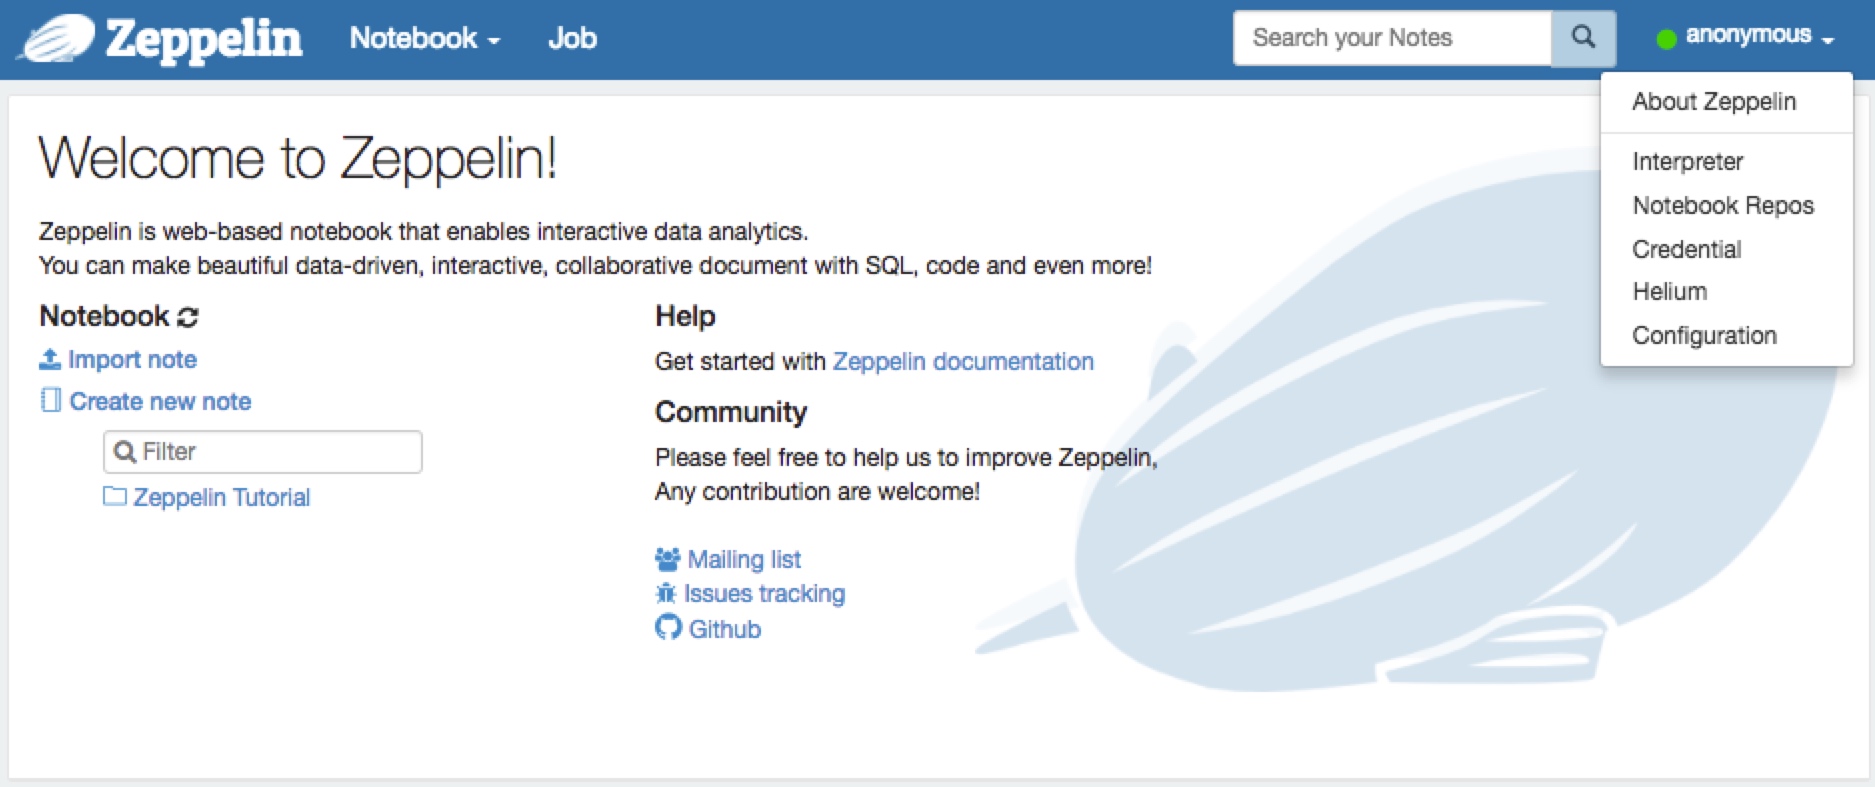 Zeppelin
Notebook
Job
Search your Notes
anonymous
About Zeppelin
Interpreter
Notebook Repos
Credential
Helium
Configuration
Welcome to Zeppelin!
Zeppelin is web-based notebook that enables interactive data analytics.
You can make beautiful data-driven, interactive, collaborative document with SQL, code and even more!
Notebook
Import note
Create new note
Filter
Zeppelin Tutorial
Help
Get started with Zeppelin documentation
Community
Please feel free to help us to improve Zeppelin,
Any contribution are welcome!
Mailing list
Issues tracking
Github